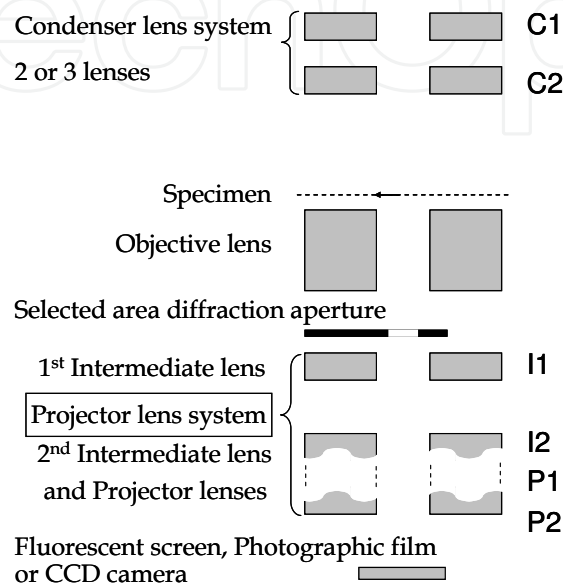 Condenser lens system
C1
2 or 3 lenses
C2
Specimen
Objective lens
Selected area diffraction aperture
1st Intermediate lens
I1
Projector lens system
2nd Intermediate lens
I2
and Projector lenses
P1
P2
Fluorescent screen, Photographic film
or CCD camera